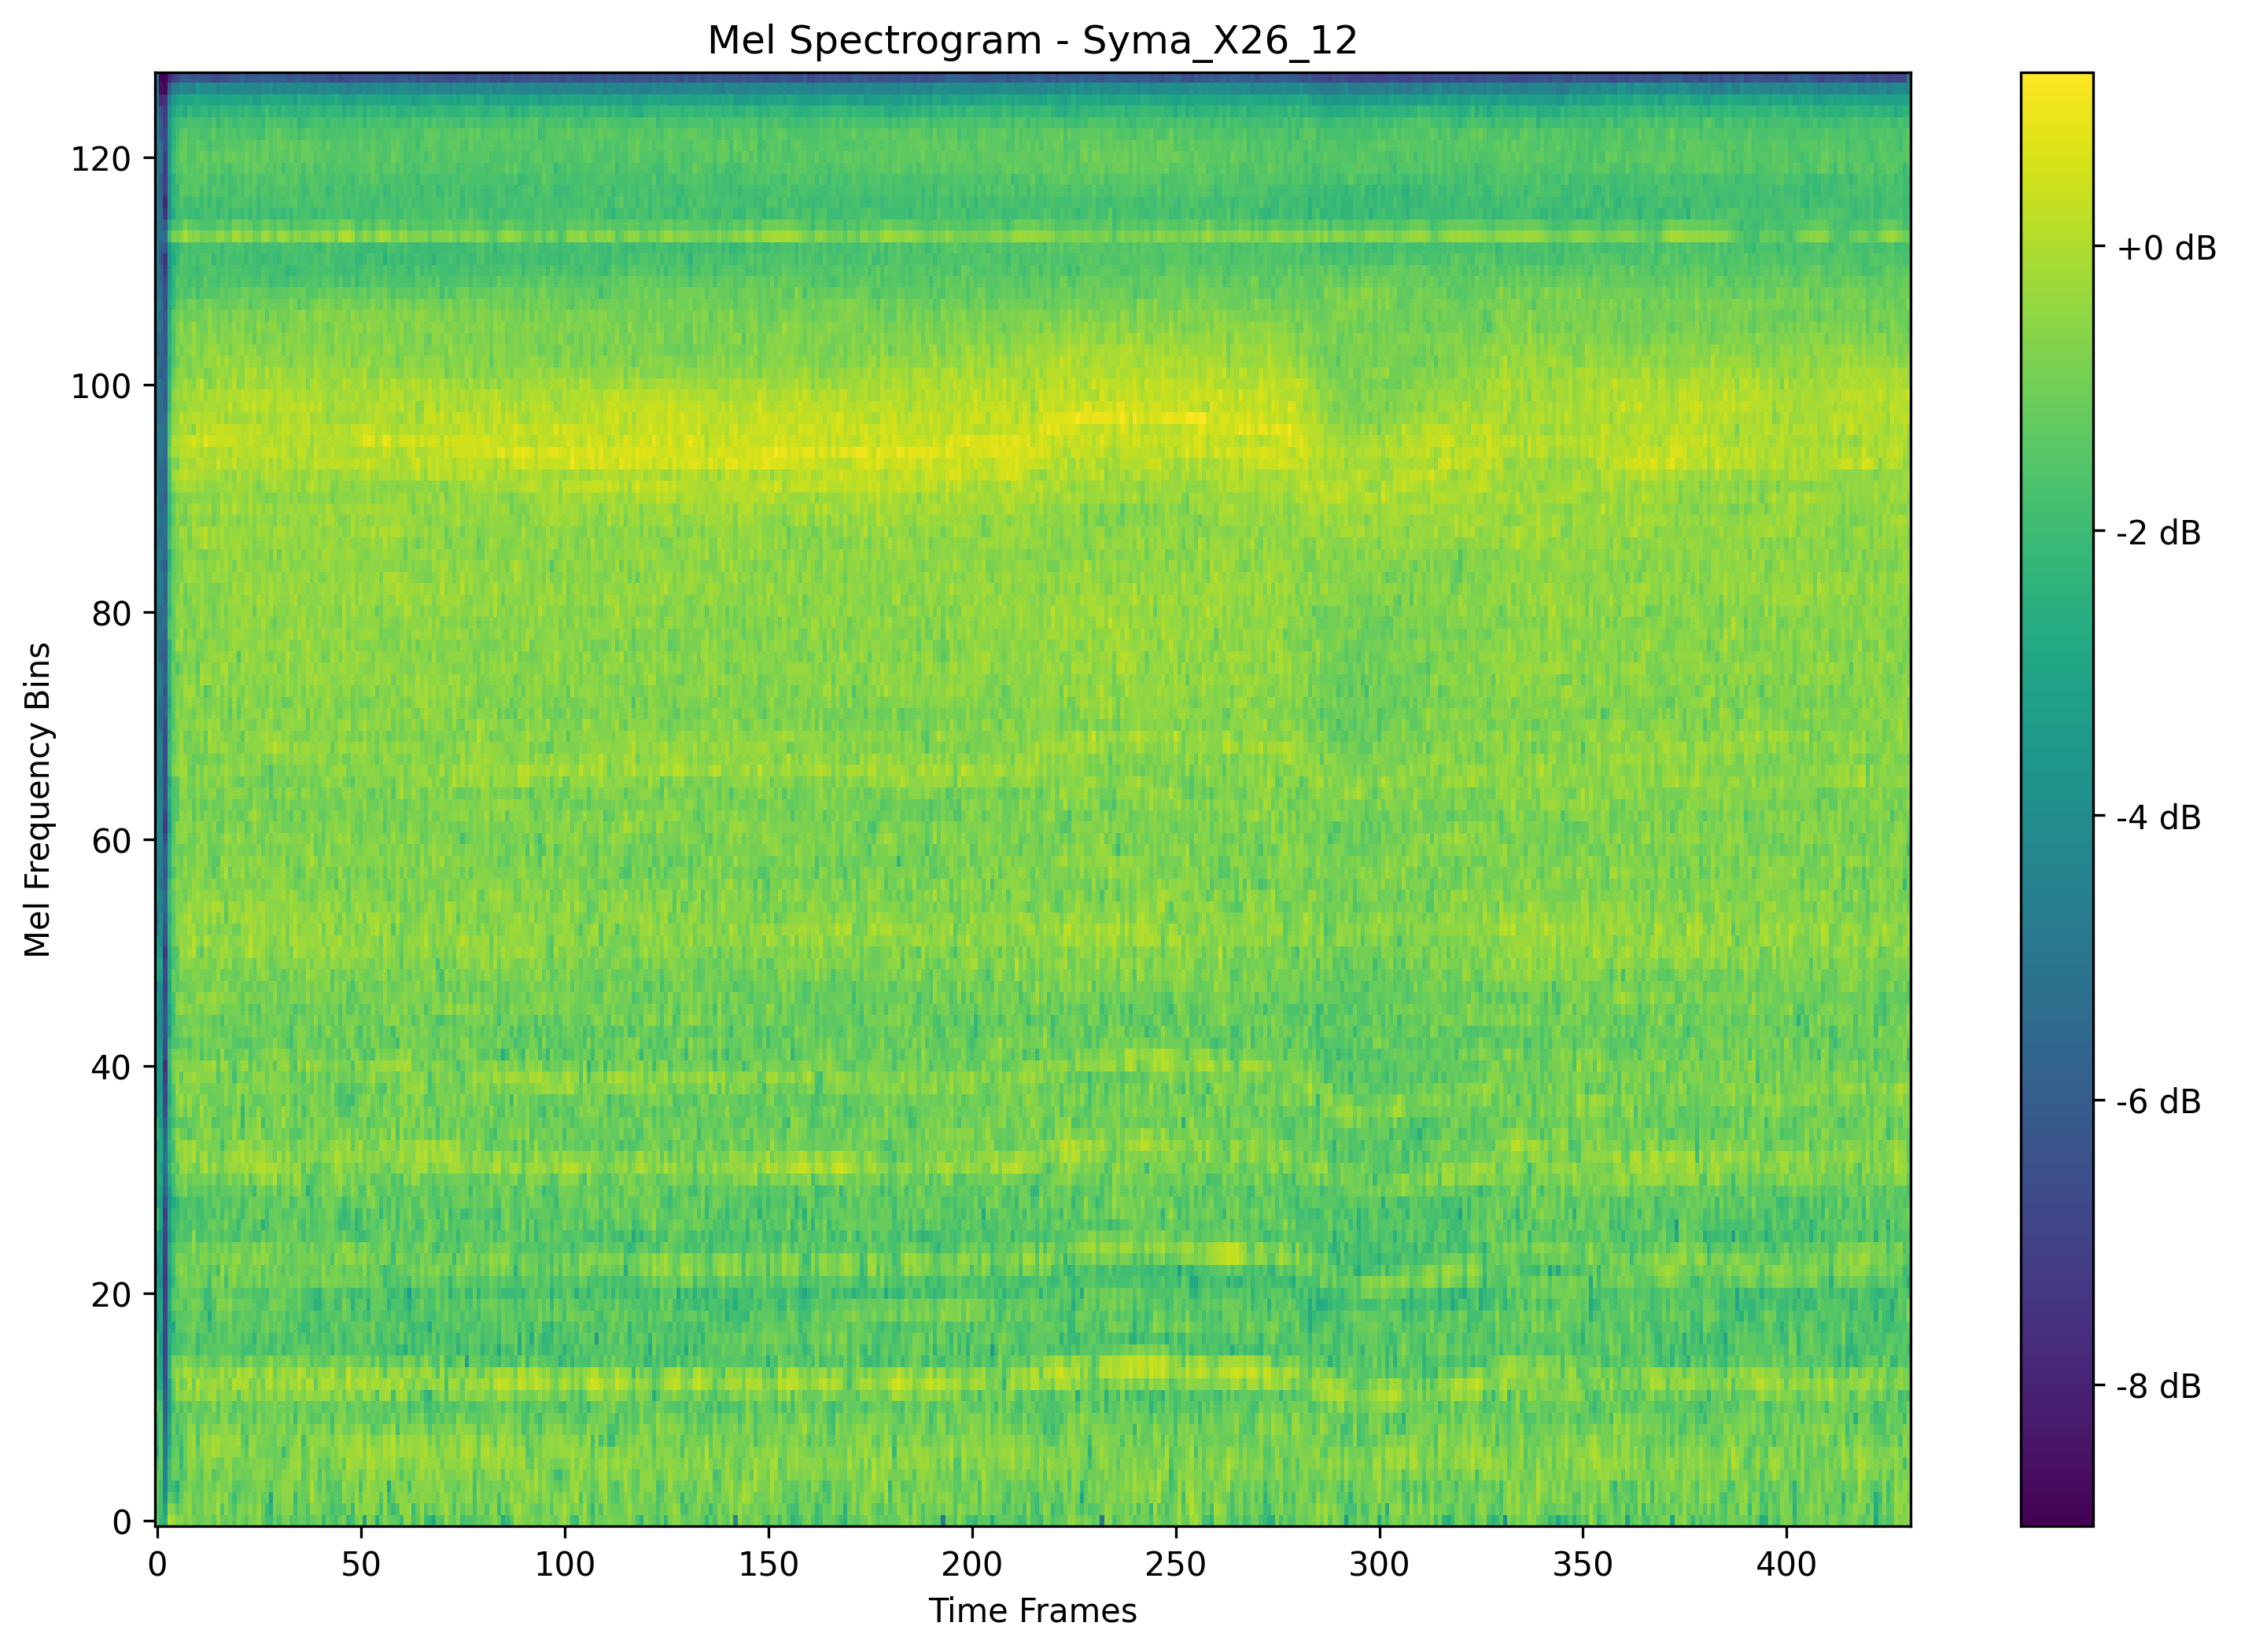 Mel Spectrogram - Syma_X26_12
Mel Frequency Bins
120
100
80
60
40
20
0
0 50 100 150 200 250 300 350 400
Time Frames
+0 dB
-2 dB
-4 dB
-6 dB
-8 dB